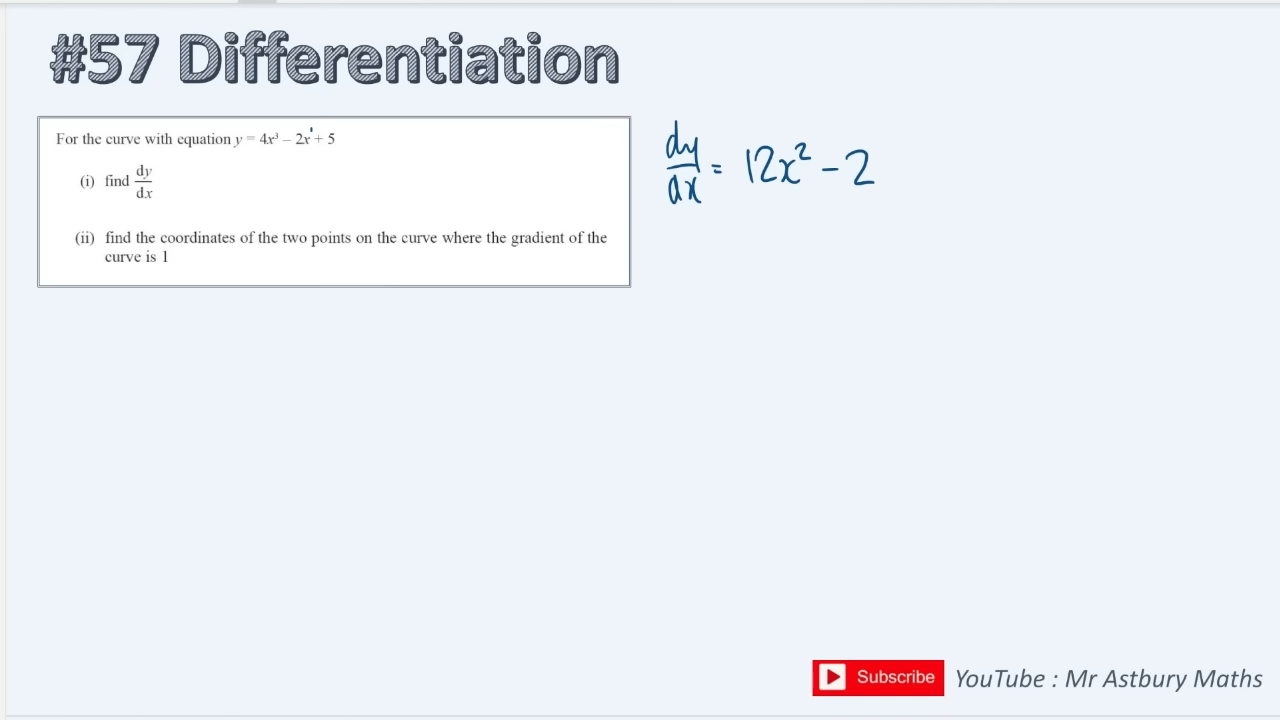 #57 Differentiation
For the curve with equation y = 4x³ – 2x¹ + 5
(i) find dy/dx
(ii) find the coordinates of the two points on the curve where the gradient of the
curve is 1
dy/dx = 12x² – 2
Subscribe YouTube : Mr Astbury Maths